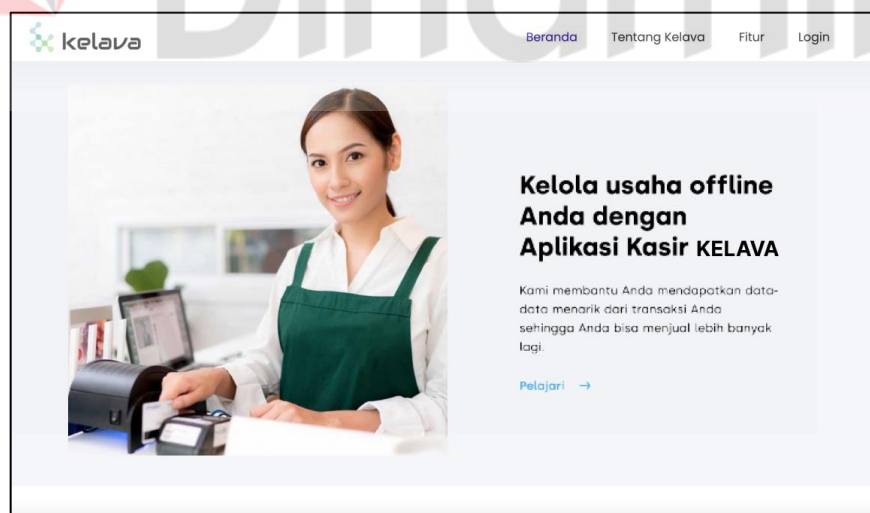 kelava
Beranda Tentang Kelava Fitur Login
Kelola usaha offline
Anda dengan
Aplikasi Kasir KELAVA
Kami membantu Anda mendapatkan data-
data menarik dari transaksi Anda
sehingga Anda bisa menjual lebih banyak
lagi.
Pelajari →